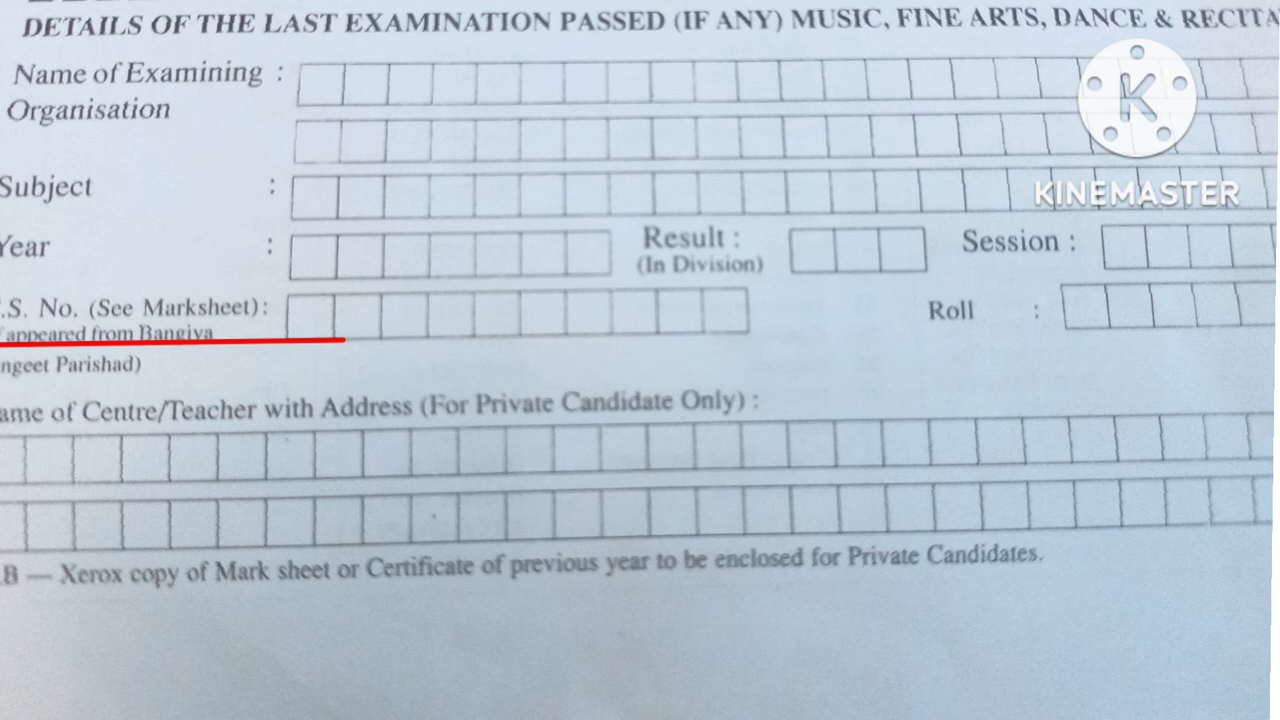 DETAILS OF THE LAST EXAMINATION PASSED (IF ANY) MUSIC, FINE ARTS, DANCE & RECITA
Name of Examining :
Organisation
Subject :
Year :
Result :
(In Division)
Session :
.S. No. (See Marksheet):
appeared from Bangiya
ngeet Parishad)
Roll :
ame of Centre/Teacher with Address (For Private Candidate Only) :
B — Xerox copy of Mark sheet or Certificate of previous year to be enclosed for Private Candidates.
K
KINEMASTER